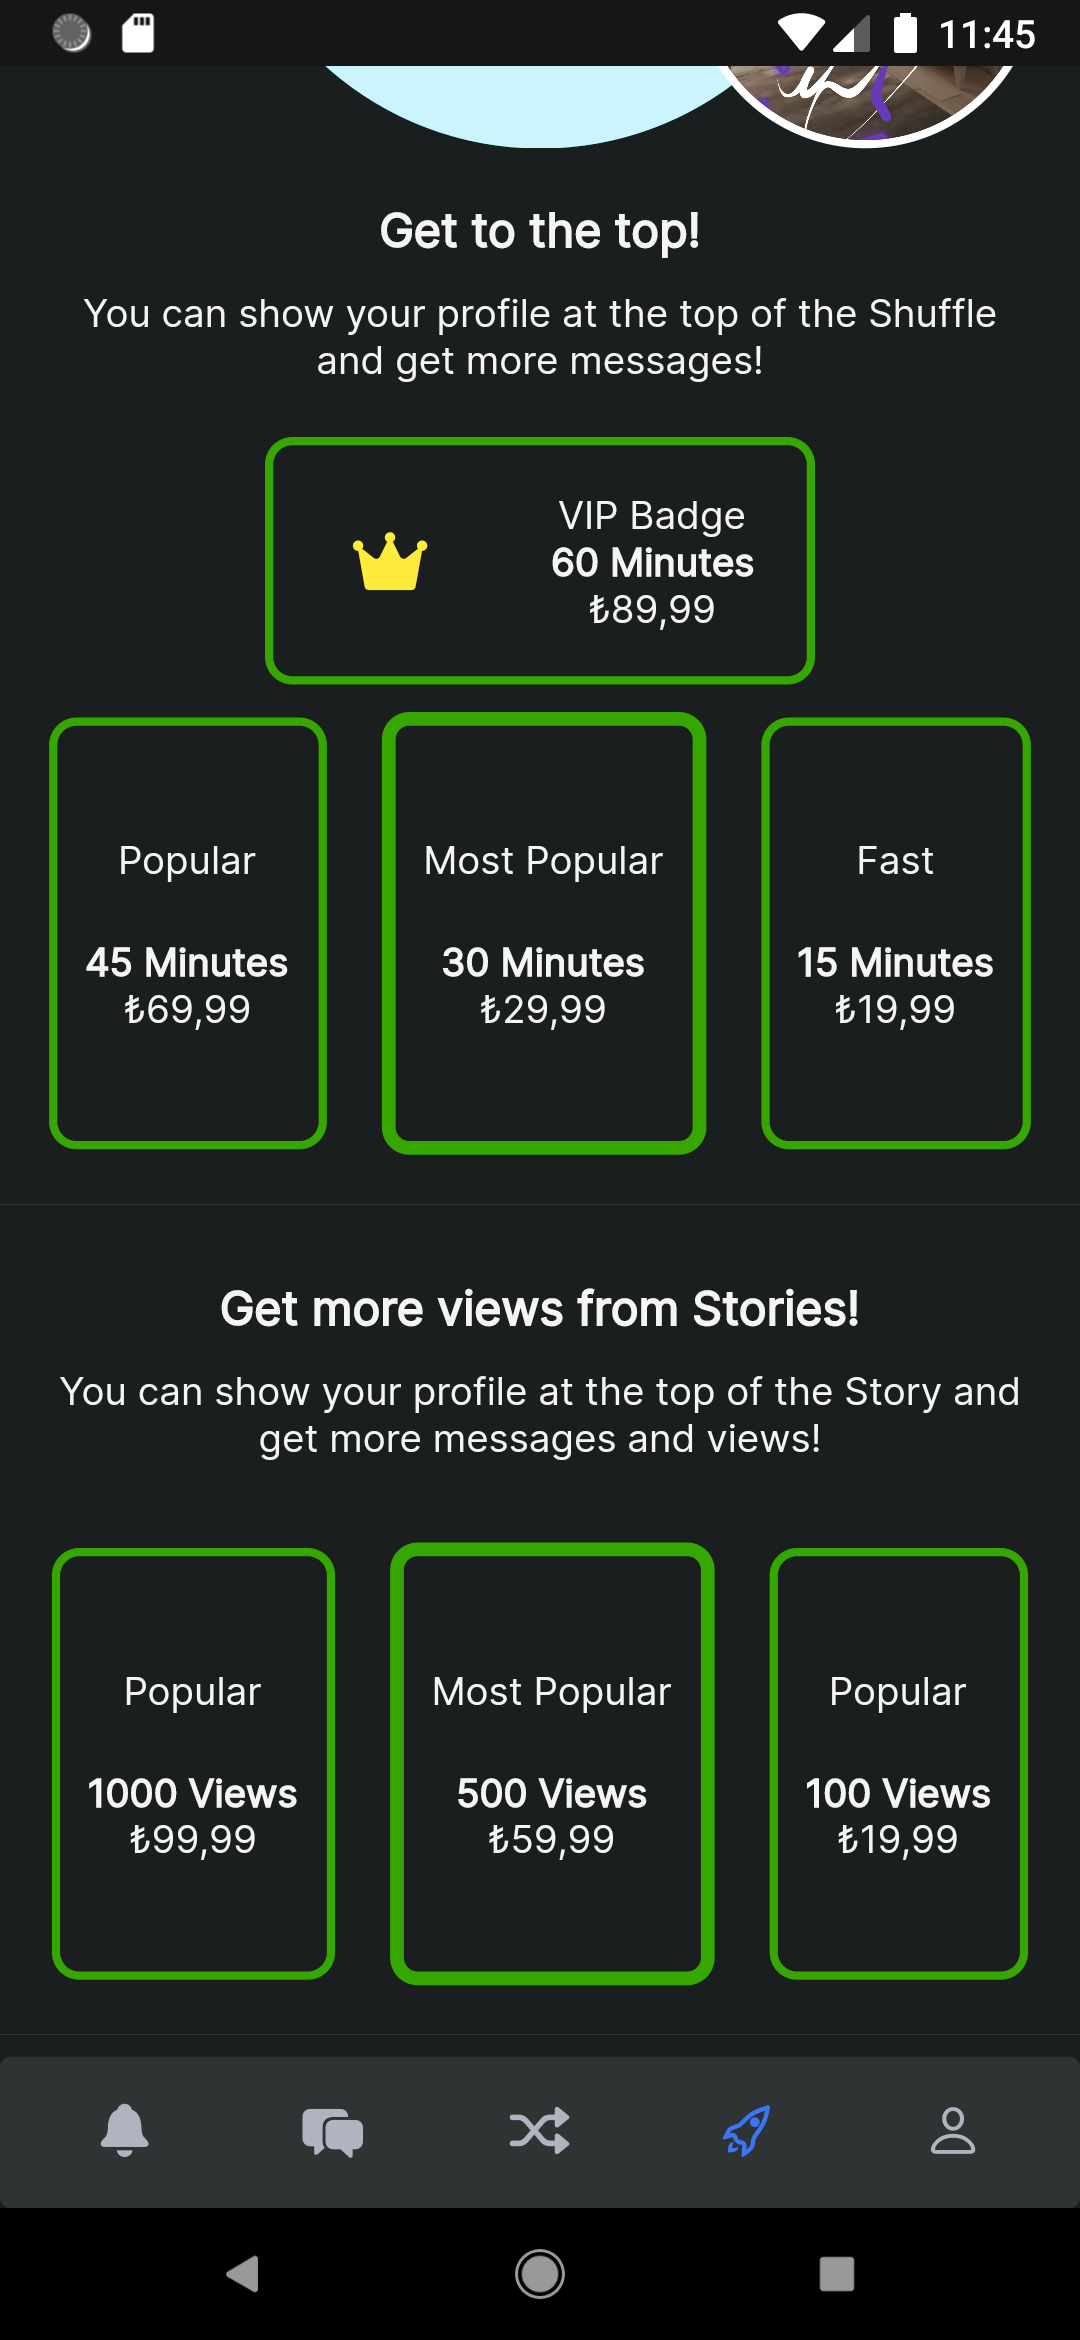 11:45
Get to the top!
You can show your profile at the top of the Shuffle
and get more messages!
VIP Badge
60 Minutes
₺89,99
Popular
45 Minutes
₺69,99
Most Popular
30 Minutes
₺29,99
Fast
15 Minutes
₺19,99
Get more views from Stories!
You can show your profile at the top of the Story and
get more messages and views!
Popular
1000 Views
₺99,99
Most Popular
500 Views
₺59,99
Popular
100 Views
₺19,99